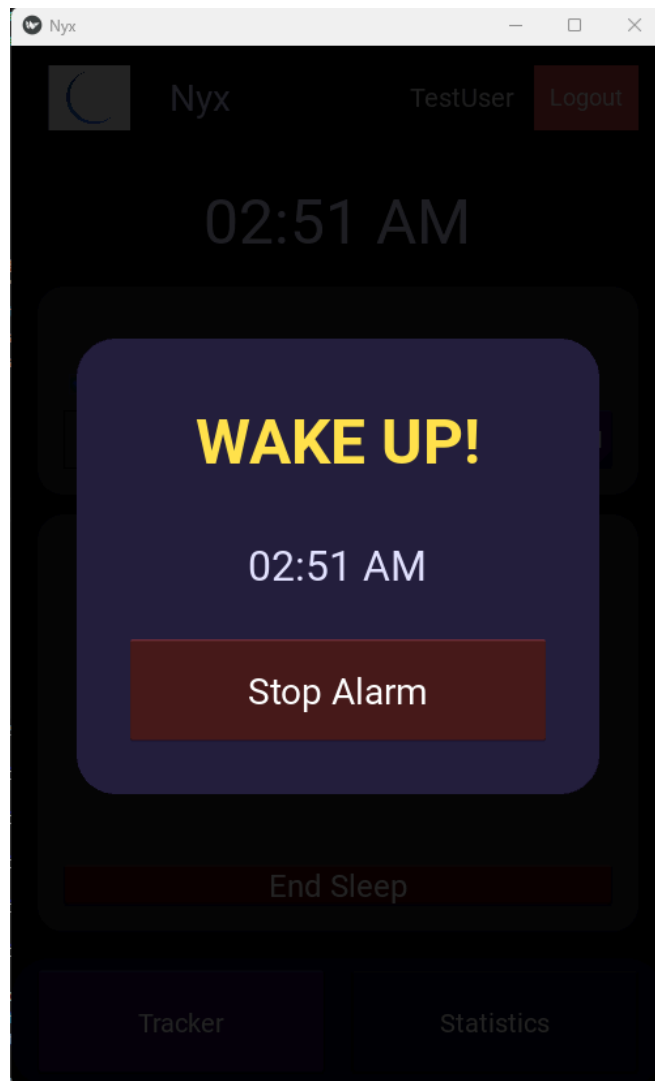 Nyx
Nyx TestUser Logout
02:51 AM
WAKE UP!
02:51 AM
Stop Alarm
End Sleep
Tracker Statistics